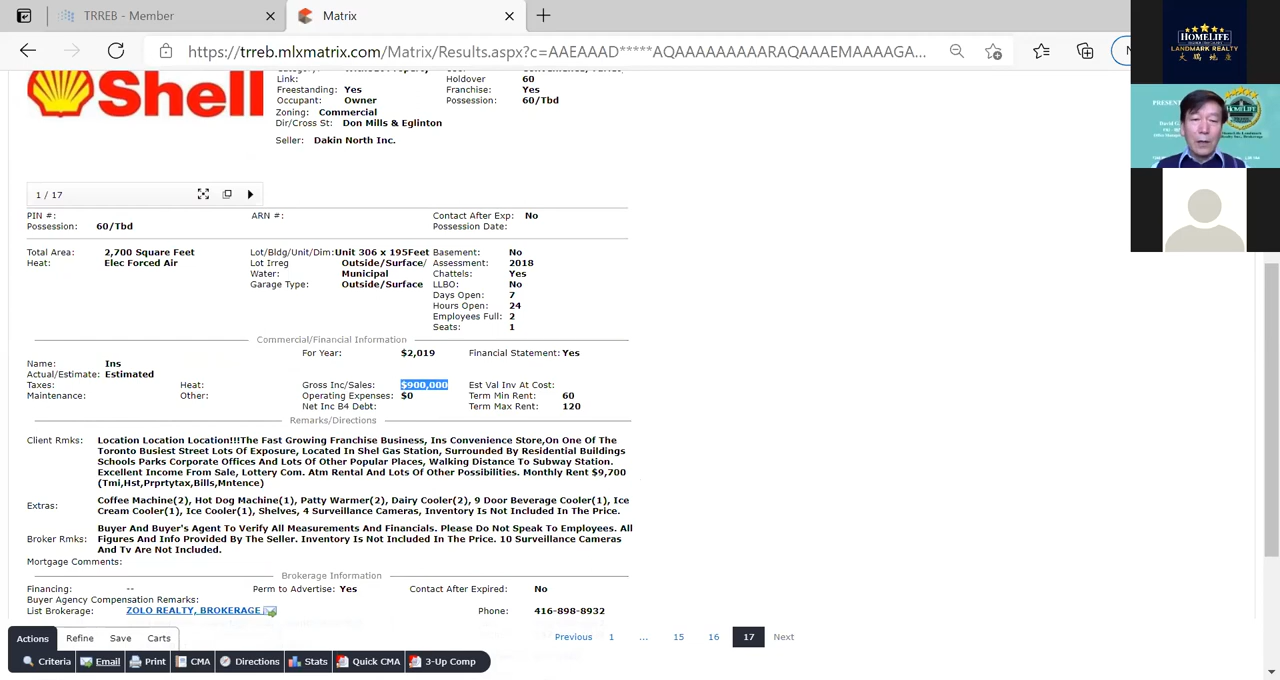 TRREB - Member
Matrix
https://trreb.mlxmatrix.com/Matrix/Results.aspx?c=AAEAAAD*****AQAAAAAAAAARAQAAAEMAAAAGA...
N
HOMELIFE
LANDMARK REALTY
大鵬地產
Shell
Link:
Holdover 60
Freestanding: Yes Franchise: Yes
Occupant: Owner Possession: 60/Tbd
Zoning: Commercial
Dir/Cross St: Don Mills & Eglinton
Seller: Dakin North Inc.
1 / 17
PIN #: ARN #: Contact After Exp: No
Possession: 60/Tbd Possession Date:
Total Area: 2,700 Square Feet Lot/Bldg/Unit/Dim: Unit 306 x 195Feet Basement: No
Heat: Elec Forced Air Lot Irreg Outside/Surface/ Assessment: 2018
Water: Municipal Chattels: Yes
Garage Type: Outside/Surface LLBO: No
Days Open: 7
Hours Open: 24
Employees Full: 2
Seats: 1
Commercial/Financial Information
For Year: $2,019 Financial Statement: Yes
Name: Ins
Actual/Estimate: Estimated
Taxes: Heat: Gross Inc/Sales: $900,000 Est Val Inv At Cost:
Maintenance: Other: Operating Expenses: $0 Term Min Rent: 60
Net Inc B4 Debt: Term Max Rent: 120
Remarks/Directions
Client Rmks: Location Location Location!!!The Fast Growing Franchise Business, Ins Convenience Store,On One Of The
Toronto Busiest Street Lots Of Exposure, Located In Shel Gas Station, Surrounded By Residential Buildings
Schools Parks Corporate Offices And Lots Of Other Popular Places, Walking Distance To Subway Station.
Excellent Income From Sale, Lottery Com. Atm Rental And Lots Of Other Possibilities. Monthly Rent $9,700
(Tmi,Hst,Prprtytax,Bills,Mntence)
Extras: Coffee Machine(2), Hot Dog Machine(1), Patty Warmer(2), Dairy Cooler(2), 9 Door Beverage Cooler(1), Ice
Cream Cooler(1), Ice Cooler(1), Shelves, 4 Surveillance Cameras, Inventory Is Not Included In The Price.
Broker Rmks: Buyer And Buyer's Agent To Verify All Measurements And Financials. Please Do Not Speak To Employees. All
Figures And Info Provided By The Seller. Inventory Is Not Included In The Price. 10 Surveillance Cameras
And Tv Are Not Included.
Mortgage Comments:
Brokerage Information
Financing: -- Perm to Advertise: Yes Contact After Expired: No
Buyer Agency Compensation Remarks:
List Brokerage: ZOLO REALTY, BROKERAGE Phone: 416-898-8932
Previous 1 ... 15 16 17 Next
Actions Refine Save Carts
Criteria Email Print CMA Directions Stats Quick CMA 3-Up Comp